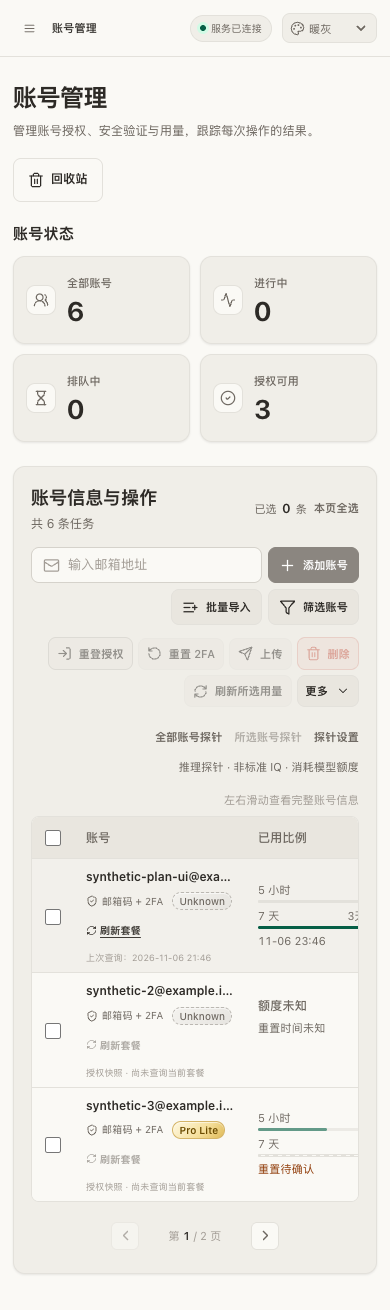 账号管理
服务已连接
暖灰
账号管理
管理账号授权、安全验证与用量，跟踪每次操作的结果。
回收站
账号状态
全部账号
6
进行中
0
排队中
0
授权可用
3
账号信息与操作
共 6 条任务
已选 0 条 本页全选
输入邮箱地址
添加账号
批量导入
筛选账号
重登授权
重置 2FA
上传
删除
刷新所选用量
更多
全部账号探针 所选账号探针 探针设置
推理探针 · 非标准 IQ · 消耗模型额度
左右滑动查看完整账号信息
账号 已用比例
synthetic-plan-ui@exa...
邮箱码 + 2FA Unknown
刷新套餐
上次查询：2026-11-06 21:46
5 小时
7 天
11-06 23:46
synthetic-2@example.i...
邮箱码 + 2FA Unknown
刷新套餐
授权快照 · 尚未查询当前套餐
额度未知
重置时间未知
synthetic-3@example.i...
邮箱码 + 2FA Pro Lite
刷新套餐
授权快照 · 尚未查询当前套餐
5 小时
7 天
重置待确认
第 1 / 2 页